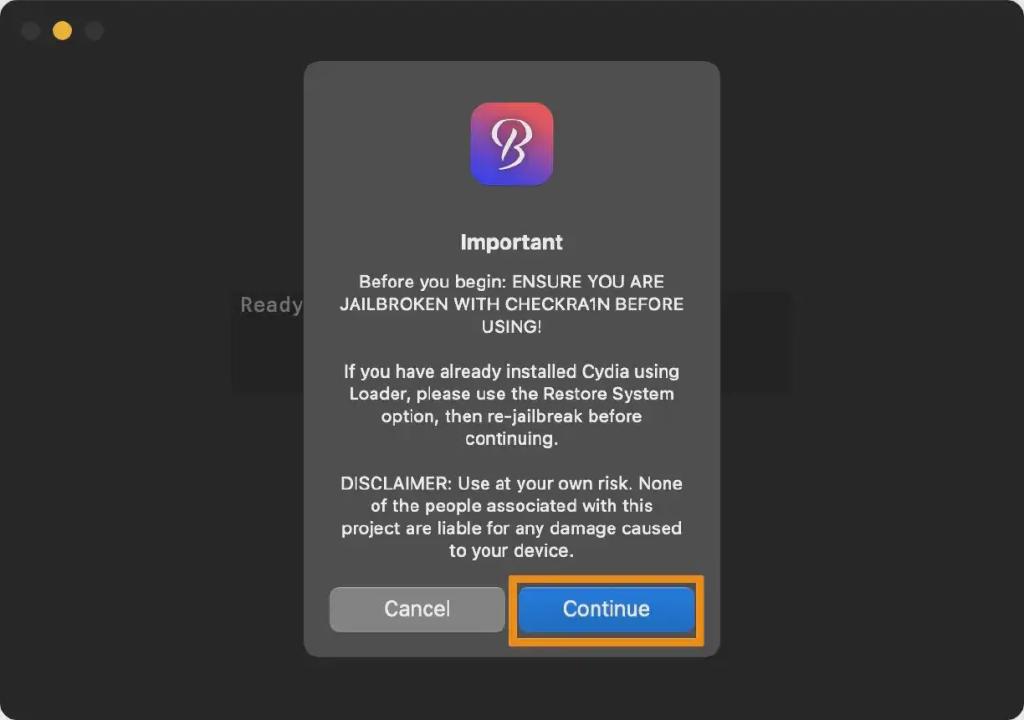 Important
Before you begin: ENSURE YOU ARE
JAILBROKEN WITH CHECKRA1N BEFORE
USING!
If you have already installed Cydia using
Loader, please use the Restore System
option, then re-jailbreak before
continuing.
DISCLAIMER: Use at your own risk. None
of the people associated with this
project are liable for any damage caused
to your device.
Ready
Cancel
Continue